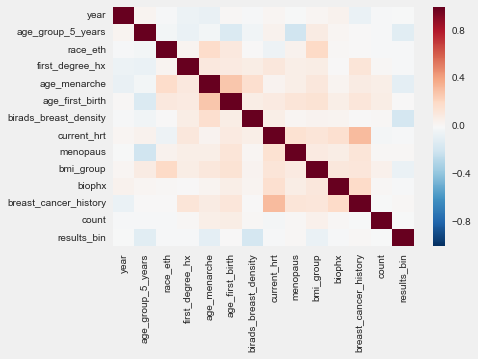 year
age_group_5_years
race_eth
first_degree_hx
age_menarche
age_first_birth
birads_breast_density
current_hrt
menopaus
bmi_group
biophx
breast_cancer_history
count
results_bin
year
age_group_5_years
race_eth
first_degree_hx
age_menarche
age_first_birth
birads_breast_density
current_hrt
menopaus
bmi_group
biophx
breast_cancer_history
count
results_bin
0.8
0.4
0.0
−0.4
−0.8